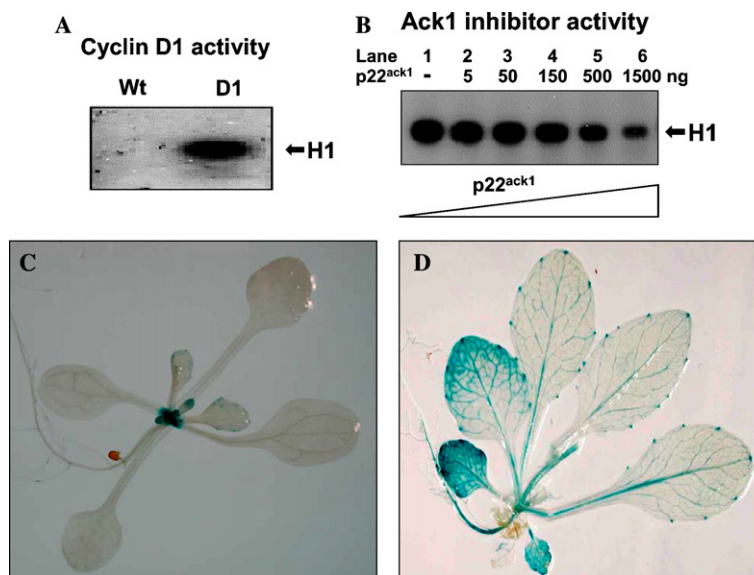 A
Cyclin D1 activity
Wt D1
←H1
B
Ack1 inhibitor activity
Lane 1 2 3 4 5 6
p22ack1 - 5 50 150 500 1500 ng
←H1
p22ack1
C
D